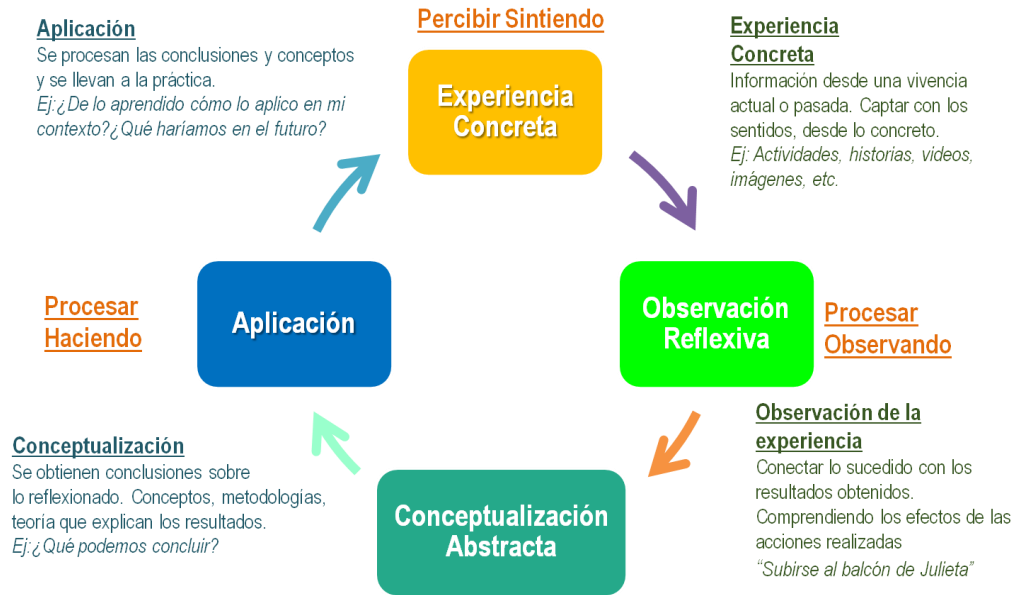 Percibir Sintiendo
Aplicación
Se procesan las conclusiones y conceptos
y se llevan a la práctica.
Ej:¿De lo aprendido cómo lo aplico en mi
contexto?¿Qué haríamos en el futuro?
Experiencia
Concreta
Experiencia
Concreta
Información desde una vivencia
actual o pasada. Captar con los
sentidos, desde lo concreto.
Ej: Actividades, historias, videos,
imágenes, etc.
Procesar
Haciendo
Aplicación
Observación
Reflexiva
Procesar
Observando
Conceptualización
Se obtienen conclusiones sobre
lo reflexionado. Conceptos, metodologías,
teoría que explican los resultados.
Ej:¿Qué podemos concluir?
Conceptualización
Abstracta
Observación de la
experiencia
Conectar lo sucedido con los
resultados obtenidos.
Comprendiendo los efectos de las
acciones realizadas
“Subirse al balcón de Julieta”